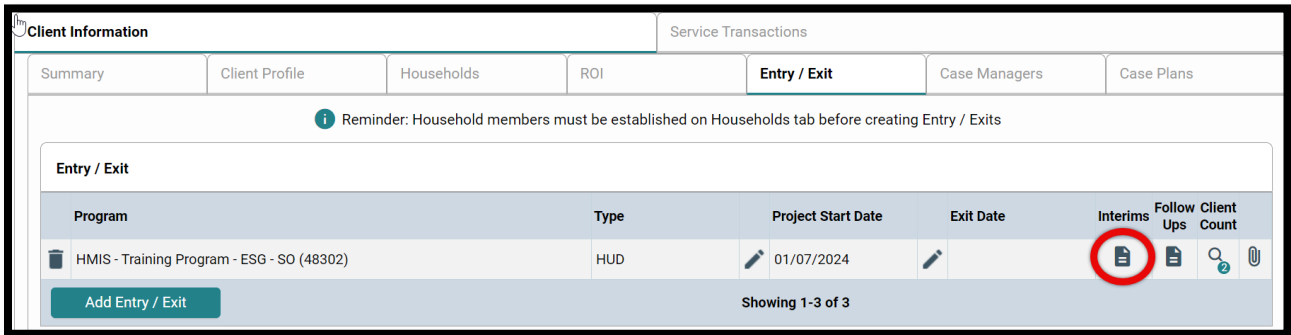 Client Information
Service Transactions
Summary
Client Profile
Households
ROI
Entry / Exit
Case Managers
Case Plans
i Reminder: Household members must be established on Households tab before creating Entry / Exits
Entry / Exit
Program
Type
Project Start Date
Exit Date
Interims
Follow Ups
Client Count
HMIS - Training Program - ESG - SO (48302)
HUD
01/07/2024
2
Add Entry / Exit
Showing 1-3 of 3